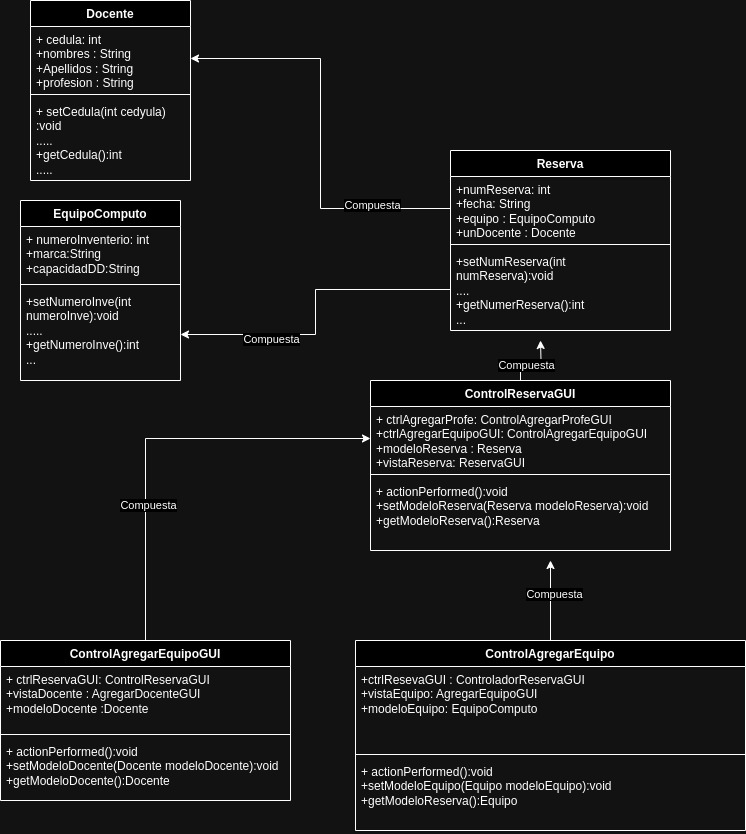 Docente
+ cedula: int
+nombres : String
+Apellidos : String
+profesion : String
+ setCedula(int cedyula)
:void
.....
+getCedula():int
.....
Compuesta
Reserva
+numReserva: int
+fecha: String
+equipo : EquipoComputo
+unDocente : Docente
+setNumReserva(int
numReserva):void
....
+getNumerReserva():int
...
EquipoComputo
+ numeroInventerio: int
+marca:String
+capacidadDD:String
+setNumeroInve(int
numeroInve):void
.....
+getNumeroInve():int
...
Compuesta
Compuesta
ControlReservaGUI
+ ctrlAgregarProfe: ControlAgregarProfeGUI
+ctrlAgregarEquipoGUI: ControlAgregarEquipoGUI
+modeloReserva : Reserva
+vistaReserva: ReservaGUI
+ actionPerformed():void
+setModeloReserva(Reserva modeloReserva):void
+getModeloReserva():Reserva
Compuesta
Compuesta
ControlAgregarEquipoGUI
+ ctrlReservaGUI: ControlReservaGUI
+vistaDocente : AgregarDocenteGUI
+modeloDocente :Docente
+ actionPerformed():void
+setModeloDocente(Docente modeloDocente):void
+getModeloDocente():Docente
ControlAgregarEquipo
+ctrlResevaGUI : ControladorReservaGUI
+vistaEquipo: AgregarEquipoGUI
+modeloEquipo: EquipoComputo
+ actionPerformed():void
+setModeloEquipo(Equipo modeloEquipo):void
+getModeloReserva():Equipo